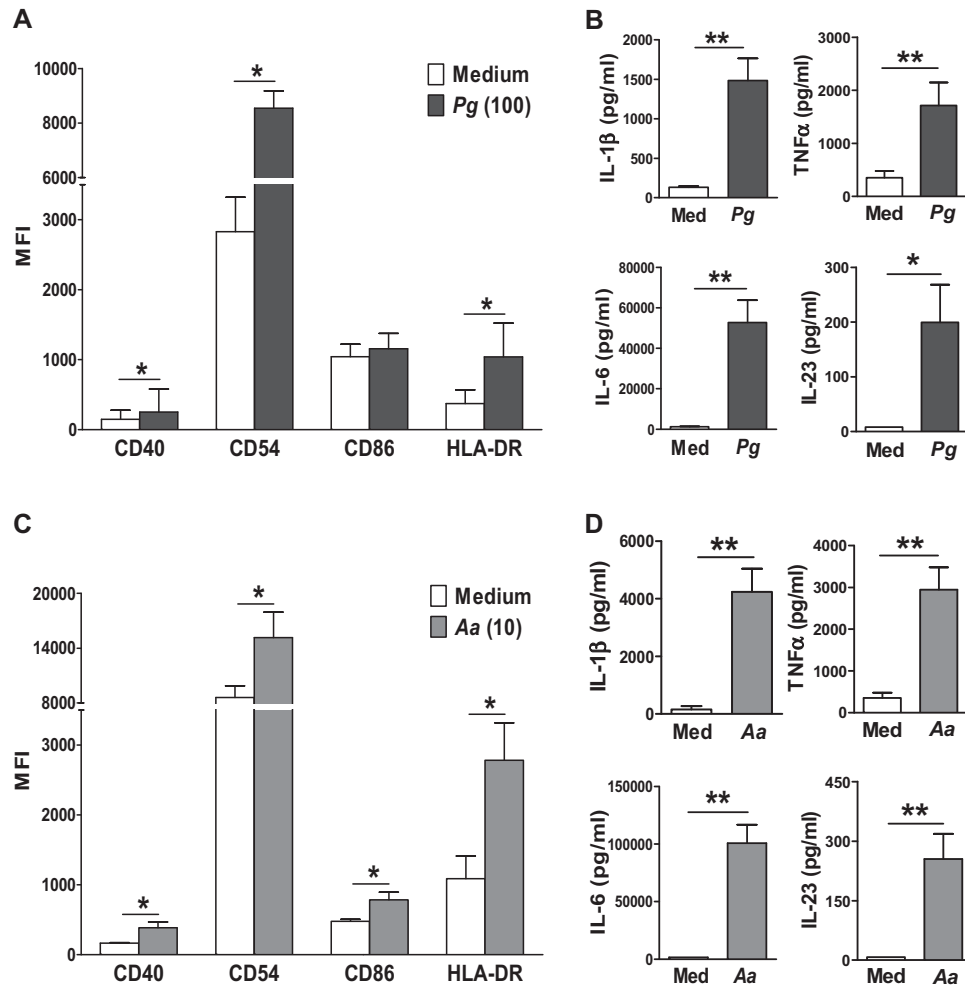 A
10000
8000
6000
3000
2000
1000
0
MFI
Medium
Pg (100)
*
*
*
CD40
CD54
CD86
HLA-DR
B
2000
1500
1000
500
0
IL-1β (pg/ml)
**
Med
Pg
3000
2000
1000
0
TNFα (pg/ml)
**
Med
Pg
80000
60000
40000
20000
0
IL-6 (pg/ml)
**
Med
Pg
300
200
100
0
IL-23 (pg/ml)
*
Med
Pg
C
20000
14000
8000
3000
2000
1000
0
MFI
Medium
Aa (10)
*
*
*
*
CD40
CD54
CD86
HLA-DR
D
6000
4000
2000
0
IL-1β (pg/ml)
**
Med
Aa
4000
3000
2000
1000
0
TNFα (pg/ml)
**
Med
Aa
150000
100000
50000
0
IL-6 (pg/ml)
**
Med
Aa
450
300
150
0
IL-23 (pg/ml)
**
Med
Aa